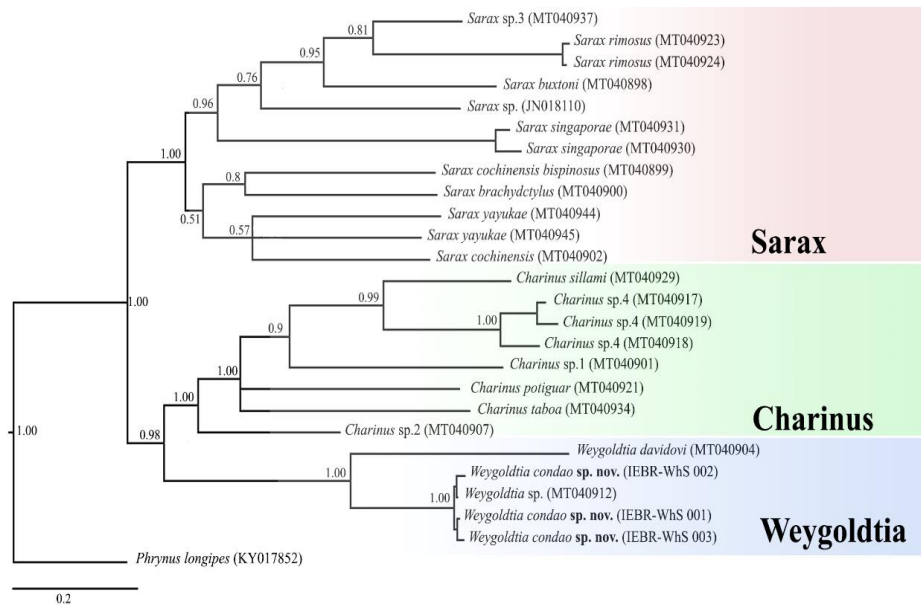 Sarax sp.3 (MT040937)
0.81
Sarax rimosus (MT040923)
0.95
Sarax rimosus (MT040924)
0.76
Sarax buxtoni (MT040898)
0.96
Sarax sp. (JN018110)
Sarax singaporae (MT040931)
1.00
Sarax singaporae (MT040930)
0.8
Sarax cochinensis bispinosus (MT040899)
Sarax brachydctylus (MT040900)
0.51
Sarax yayukae (MT040944)
0.57
Sarax yayukae (MT040945)
Sarax cochinensis (MT040902)
Sarax
Charinus sillami (MT040929)
0.99
Charinus sp.4 (MT040917)
1.00
1.00
Charinus sp.4 (MT040919)
0.9
Charinus sp.4 (MT040918)
Charinus sp.1 (MT040901)
1.00
Charinus potiguar (MT040921)
1.00
Charinus taboa (MT040934)
Charinus
1.00
0.98
Charinus sp.2 (MT040907)
Weygoldtia davidovi (MT040904)
1.00
Weygoldtia condao sp. nov. (IEBR-WhS 002)
Weygoldtia sp. (MT040912)
1.00
Weygoldtia condao sp. nov. (IEBR-WhS 001)
Weygoldtia condao sp. nov. (IEBR-WhS 003)
Weygoldtia
Phrynus longipes (KY017852)
0.2